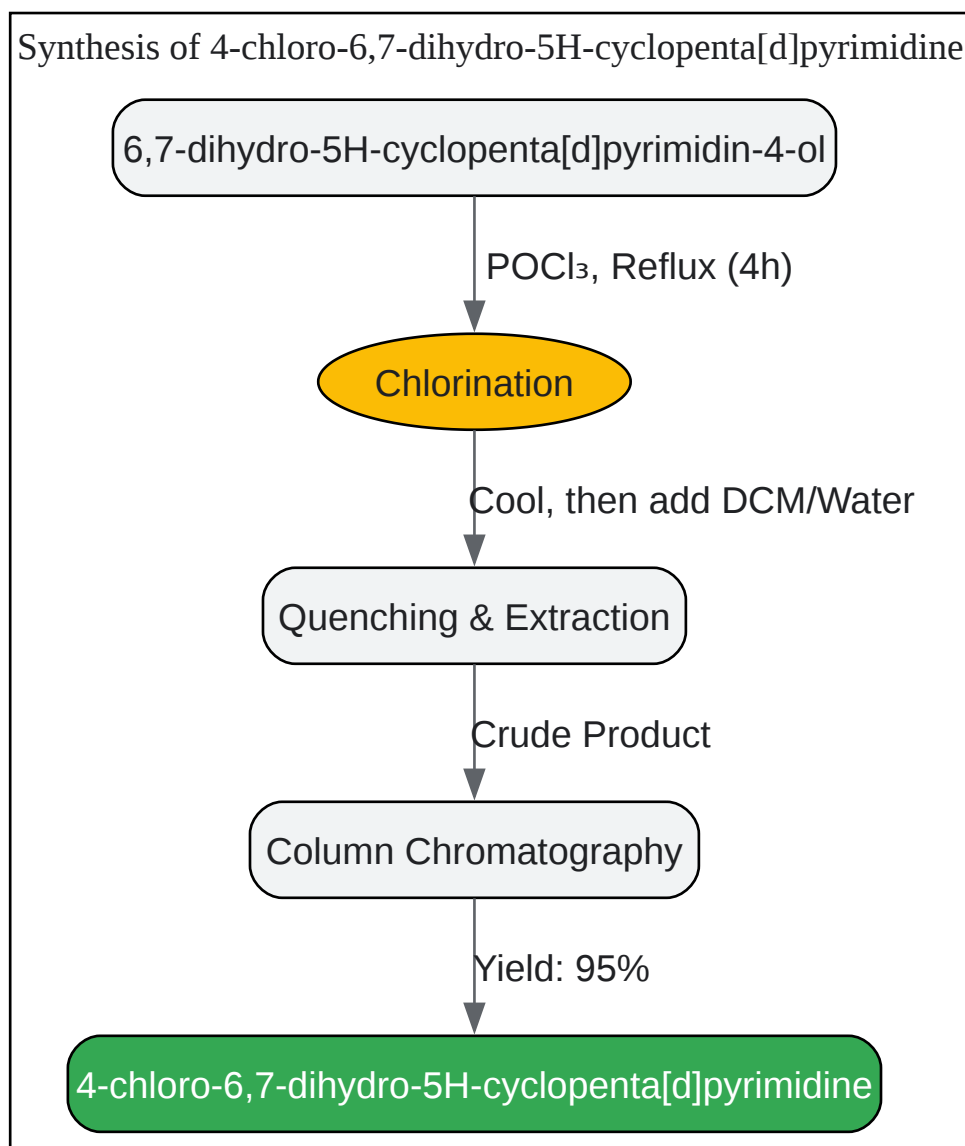 Synthesis of 4-chloro-6,7-dihydro-5H-cyclopenta[d]pyrimidine
6,7-dihydro-5H-cyclopenta[d]pyrimidin-4-ol
POCl₃, Reflux (4h)
Chlorination
Cool, then add DCM/Water
Quenching & Extraction
Crude Product
Column Chromatography
Yield: 95%
4-chloro-6,7-dihydro-5H-cyclopenta[d]pyrimidine